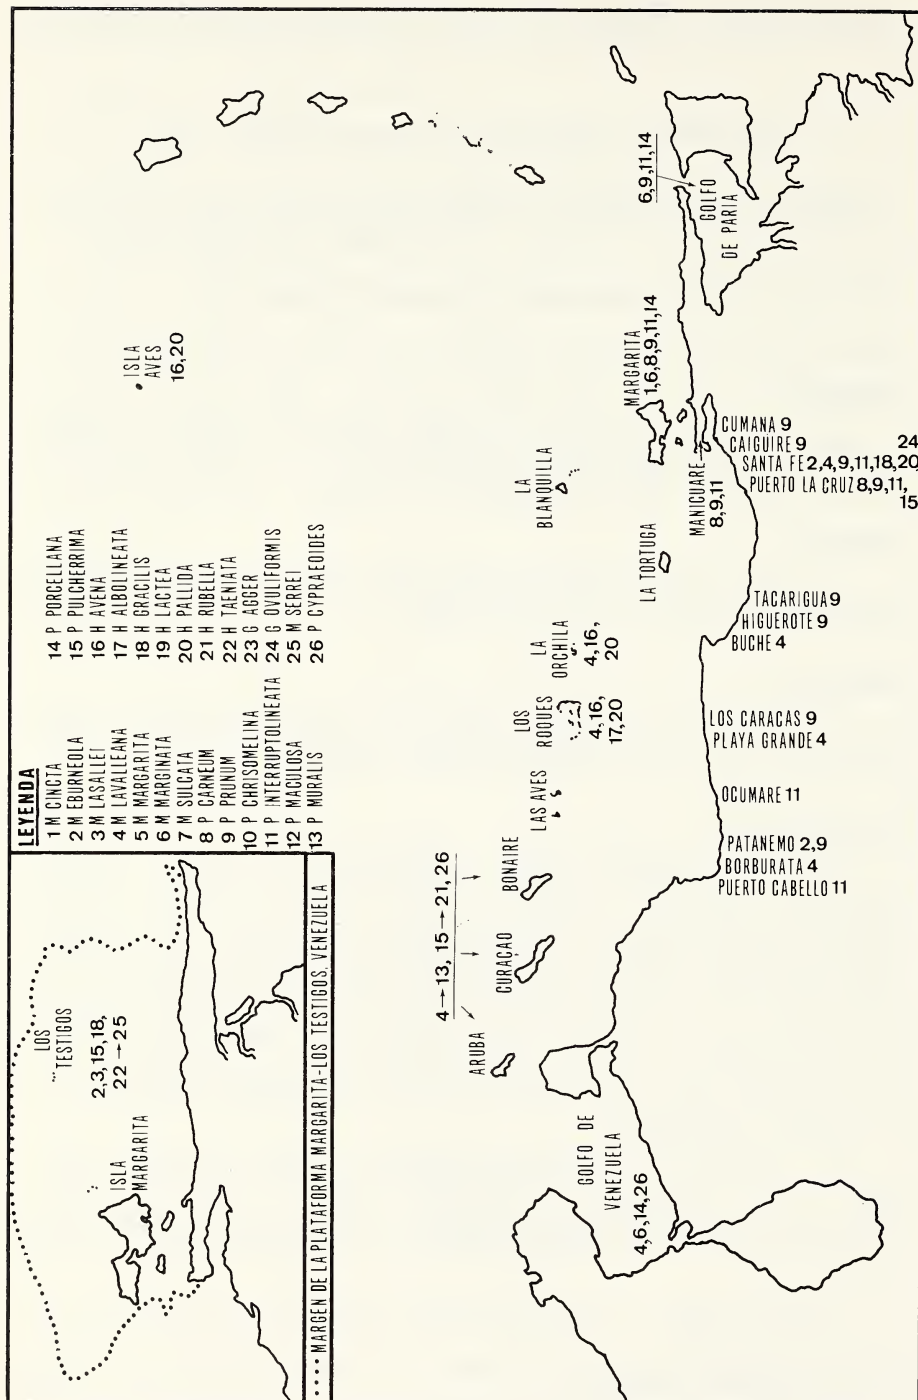 LEYENDA
1 M CINCTA
2 M EBURNEOLA
3 M LASALLEI
4 M LAVALLEANA
5 M MARGARITA
6 M MARGINATA
7 M SULCATA
8 P CARNEUM
9 P PRUNUM
10 P CHRISOMELINA
11 P INTERRUPTOLINEATA
12 P MACULOSA
13 P MURALIS
14 P PORCELLANA
15 P PULCHERRIMA
16 H AVENA
17 H ALBOLINEATA
18 H GRACILIS
19 H LACTEA
20 H PALLIDA
21 H RUBELLA
22 H TAENIATA
23 G AGGER
24 G OVULIFORMIS
25 M SERREI
26 P CYPRAEOIDES
LOS
TESTIGOS
2,3,15,18,
22→25
ISLA
MARGARITA
MARGEN DE LA PLATAFORMA MARGARITA-LOS TESTIGOS, VENEZUELA
ISLA
AVES
16,20
4→13, 15→21, 26
ARUBA
CURAÇAO
BONAIRE
LAS AVES
LOS
ROQUES
4,16,
17,20
LA
ORCHILA
4,16,
20
LA
BLANQUILLA
LA TORTUGA
MARGARITA
1,6,8,9,11,14
MANICUARE
8,9,11
6,9,11,14
GOLFO
DE PARIA
GOLFO DE
VENEZUELA
4,6,14,26
CUMANA 9
CAIGUIRE 9
24
SANTA FE 2,4,9,11,18,20,
PUERTO LA CRUZ 8,9,11,
15
TACARIGUA 9
HIGUEROTE 9
BUCHE 4
LOS CARACAS 9
PLAYA GRANDE 4
OCUMARE 11
PATANEMO 2,9
BORBURATA 4
PUERTO CABELLO 11